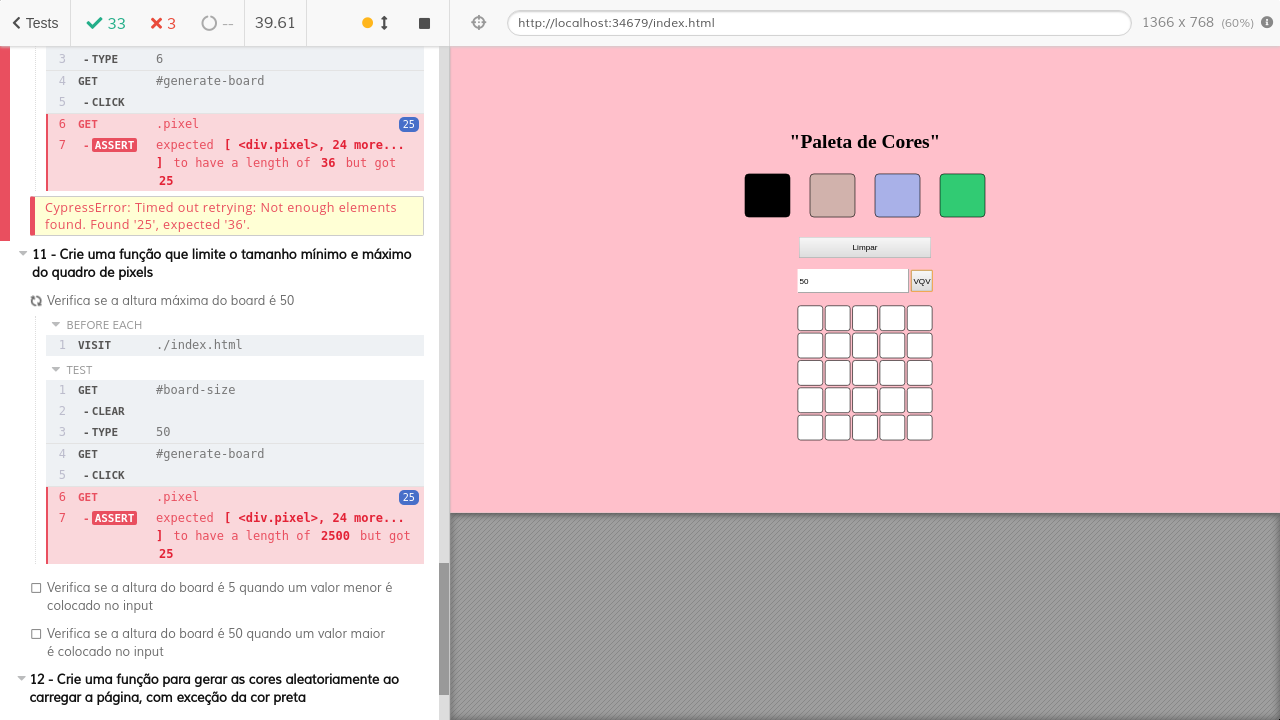 Tests
33
3
--
39.61
http://localhost:34679/index.html
1366 x 768 (60%)
3 - TYPE 6
4 GET #generate-board
5 - CLICK
6 GET .pixel 25
7 - ASSERT expected [ <div.pixel>, 24 more...
] to have a length of 36 but got
25
CypressError: Timed out retrying: Not enough elements
found. Found '25', expected '36'.
11 - Crie uma função que limite o tamanho mínimo e máximo
do quadro de pixels
Verifica se a altura máxima do board é 50
BEFORE EACH
1 VISIT ./index.html
TEST
1 GET #board-size
2 - CLEAR
3 - TYPE 50
4 GET #generate-board
5 - CLICK
6 GET .pixel 25
7 - ASSERT expected [ <div.pixel>, 24 more...
] to have a length of 2500 but got
25
Verifica se a altura do board é 5 quando um valor menor é
colocado no input
Verifica se a altura do board é 50 quando um valor maior
é colocado no input
12 - Crie uma função para gerar as cores aleatoriamente ao
carregar a página, com exceção da cor preta
"Paleta de Cores"
Limpar
50
VQV